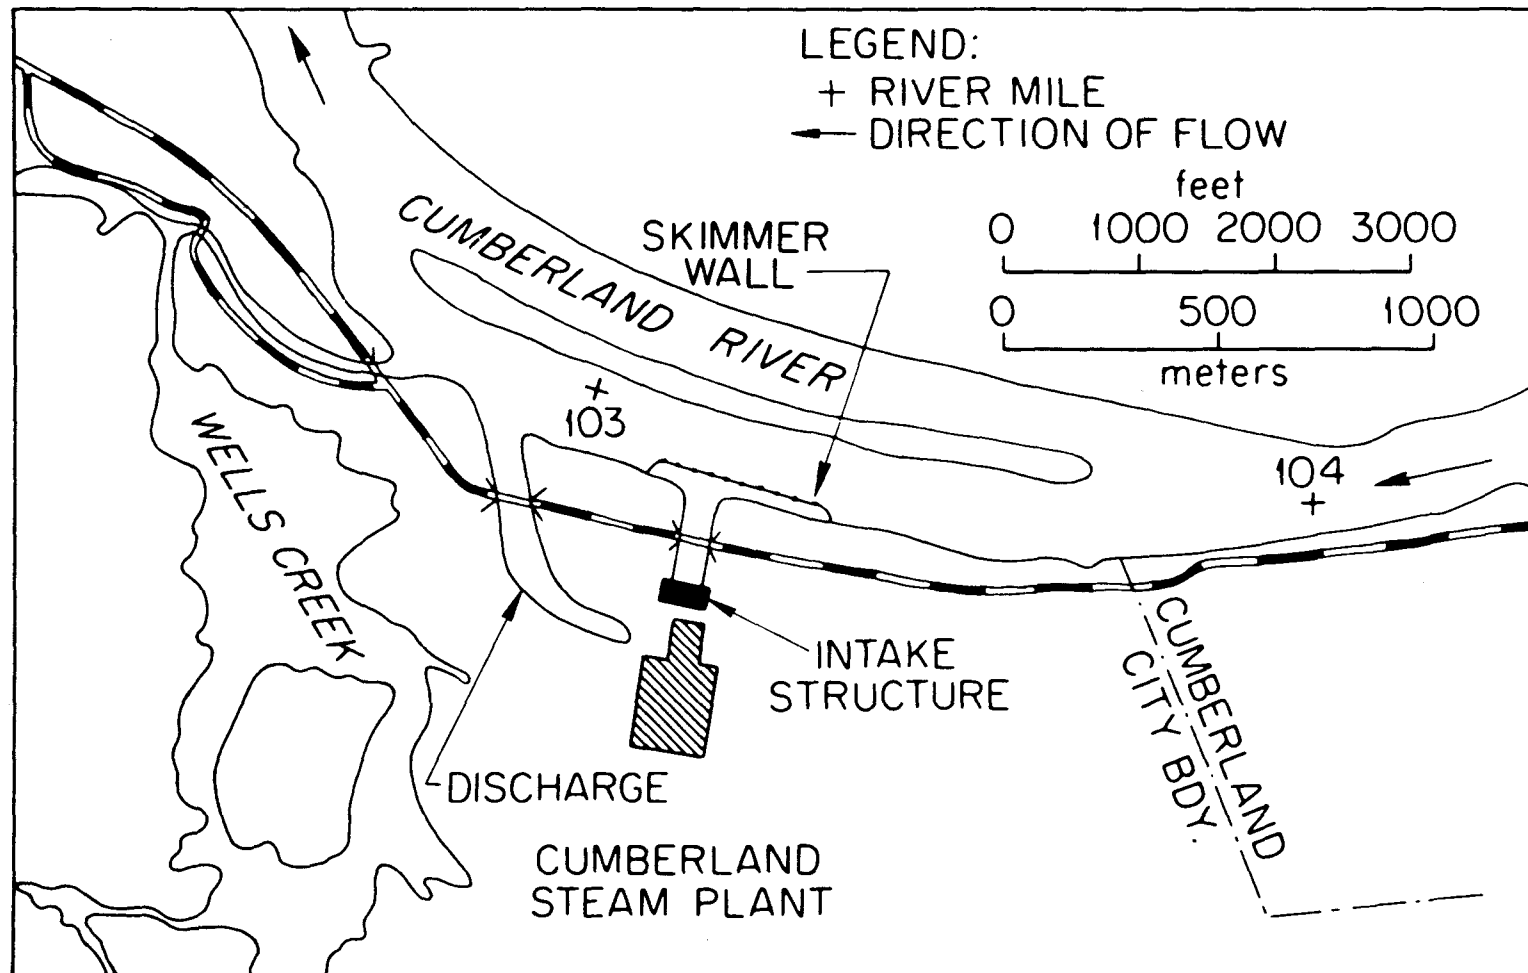 LEGEND:
+ RIVER MILE
← DIRECTION OF FLOW
feet
0 1000 2000 3000
0 500 1000
meters
CUMBERLAND RIVER
SKIMMER
WALL
103
104
WELLS CREEK
INTAKE
STRUCTURE
DISCHARGE
CUMBERLAND
CITY BDY.
CUMBERLAND
STEAM PLANT